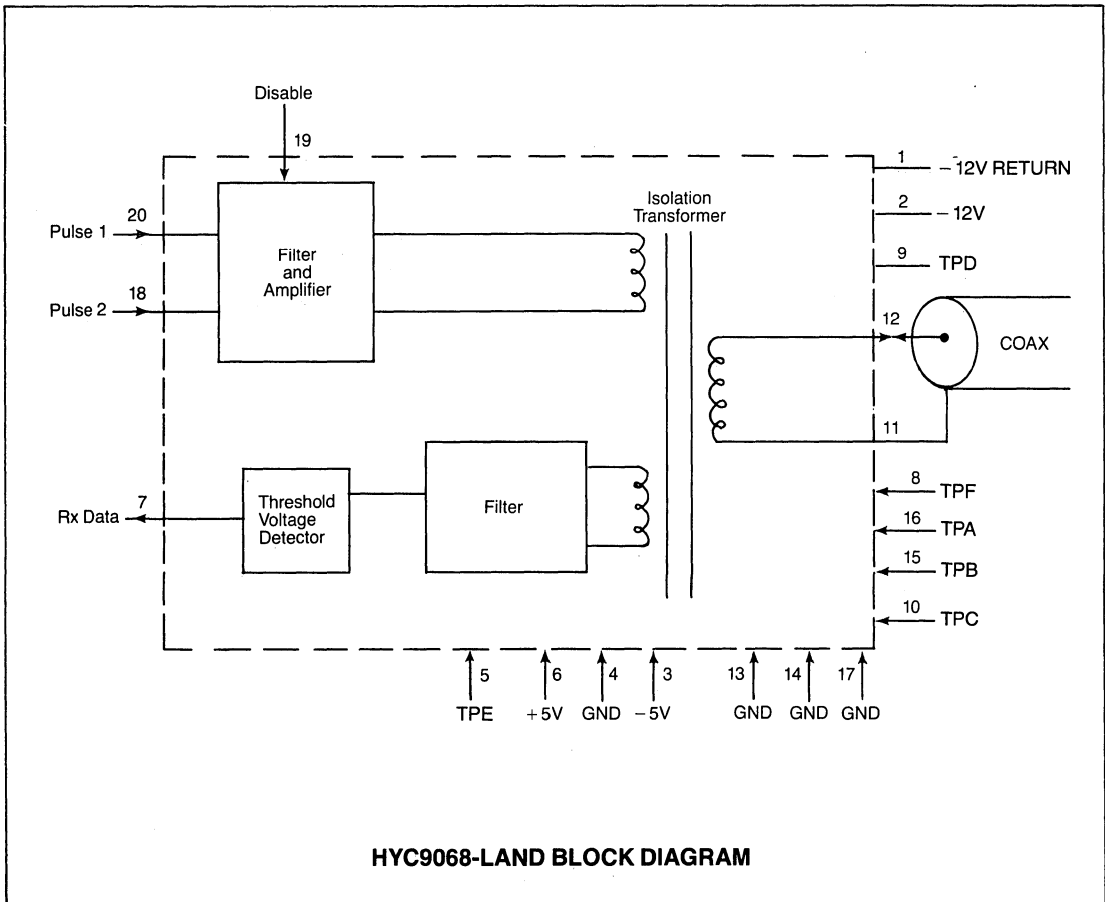 Disable
19
1
−12V RETURN
Isolation
Transformer
2
−12V
20
Pulse 1
Filter
and
Amplifier
9
TPD
18
Pulse 2
12
COAX
11
8
TPF
7
Rx Data
Threshold
Voltage
Detector
Filter
16
TPA
15
TPB
10
TPC
5
6
4
3
13
14
17
TPE
+5V
GND
−5V
GND
GND
GND
HYC9068-LAND BLOCK DIAGRAM